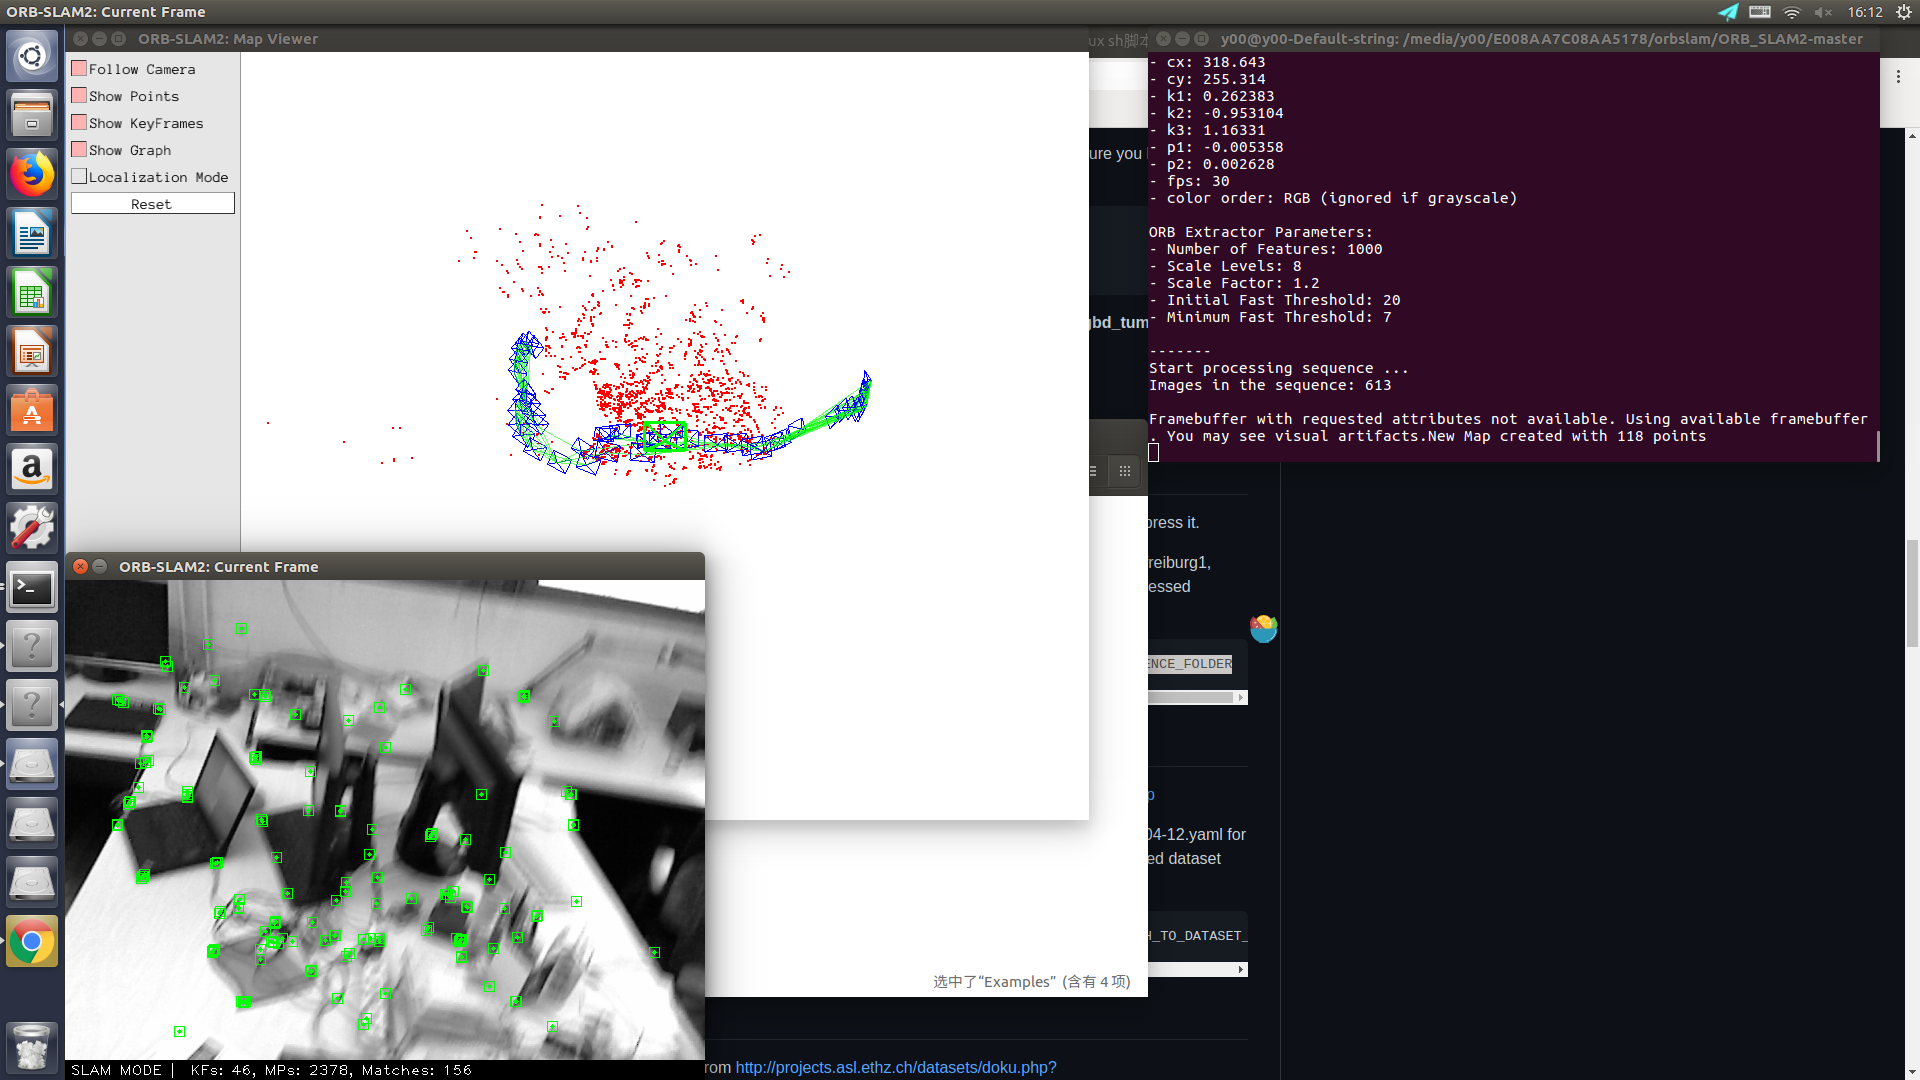 ORB-SLAM2: Current Frame
16:12
ORB-SLAM2: Map Viewer
Follow Camera
Show Points
Show KeyFrames
Show Graph
Localization Mode
Reset
ux sh脚本
y00@y00-Default-string: /media/y00/E008AA7C08AA5178/orbslam/ORB_SLAM2-master
- cx: 318.643
- cy: 255.314
- k1: 0.262383
- k2: -0.953104
- k3: 1.16331
- p1: -0.005358
- p2: 0.002628
- fps: 30
- color order: RGB (ignored if grayscale)
ORB Extractor Parameters:
- Number of Features: 1000
- Scale Levels: 8
- Scale Factor: 1.2
- Initial Fast Threshold: 20
- Minimum Fast Threshold: 7
-------
Start processing sequence ...
Images in the sequence: 613
Framebuffer with requested attributes not available. Using available framebuffer
. You may see visual artifacts.New Map created with 118 points
ure you
gbd_tum
press it.
reiburg1,
essed
ENCE_FOLDER
p
04-12.yaml for
ed dataset
H_TO_DATASET_
选中了“Examples” (含有 4 项)
rom http://projects.asl.ethz.ch/datasets/doku.php?
ORB-SLAM2: Current Frame
SLAM MODE | KFs: 46, MPs: 2378, Matches: 156